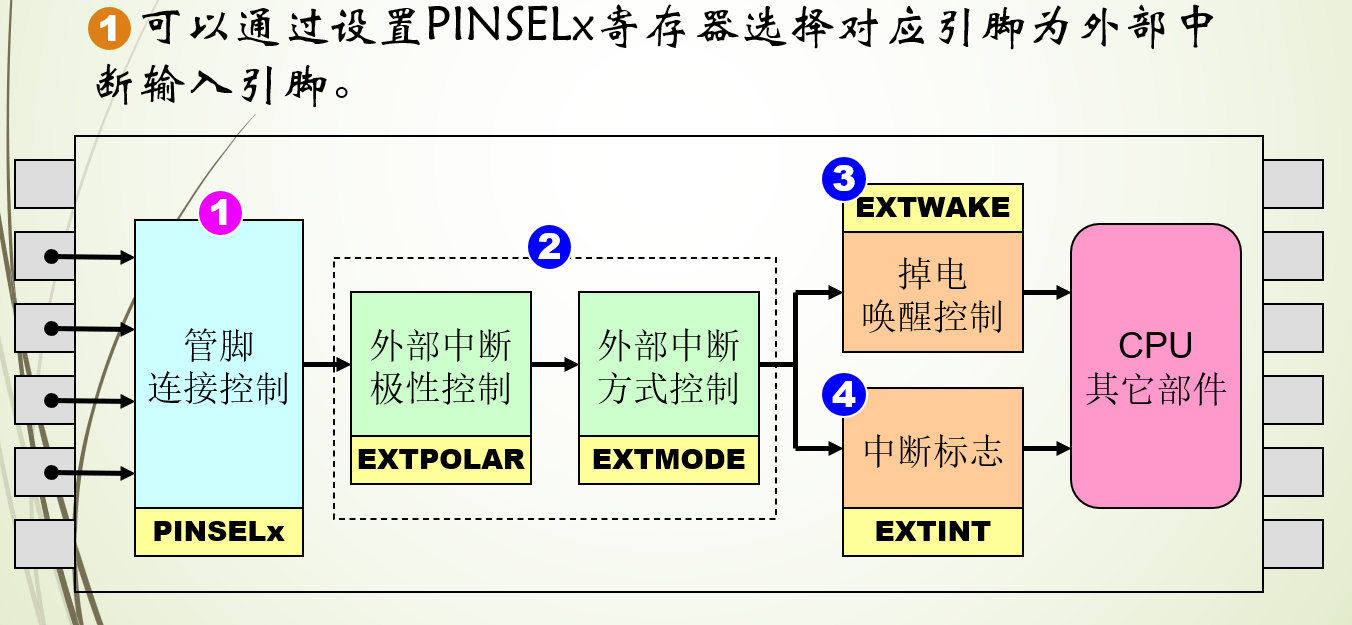 1 可以通过设置PINSELx寄存器选择对应引脚为外部中
断输入引脚。
1
管脚
连接控制
PINSELx
2
外部中断
极性控制
EXTPOLAR
外部中断
方式控制
EXTMODE
3
EXTWAKE
掉电
唤醒控制
4
中断标志
EXTINT
CPU
其它部件